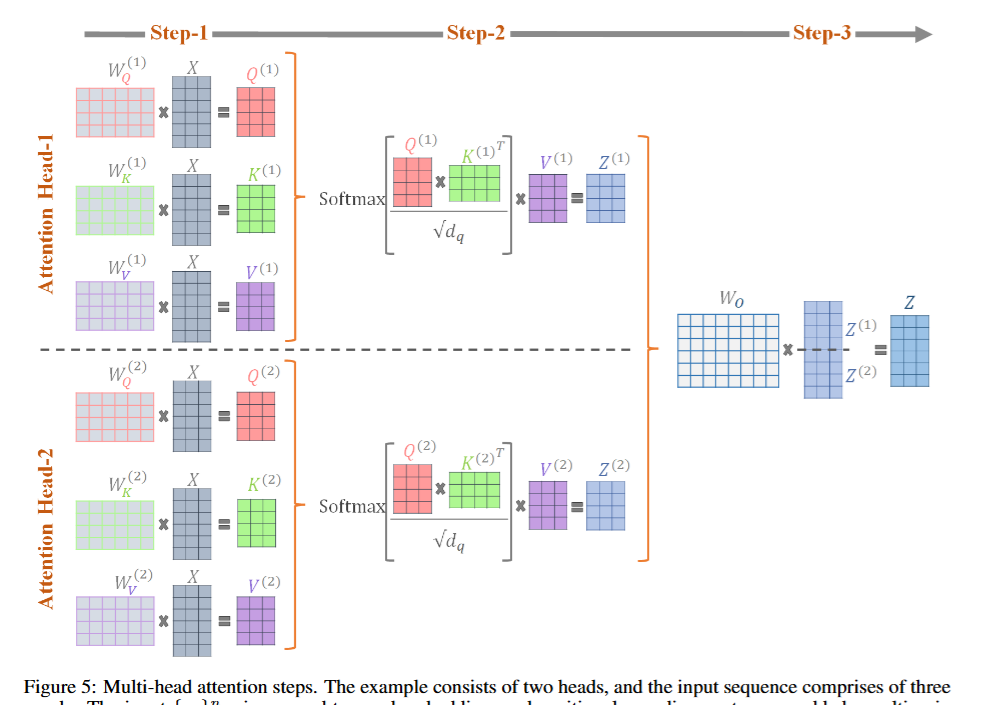 Step-1 Step-2 Step-3
Attention Head-1
W_Q^(1) X Q^(1)
× =
W_K^(1) X K^(1)
× =
W_V^(1) X V^(1)
× =
Softmax [ Q^(1) × K^(1)^T / √d_q ] × V^(1) = Z^(1)
Attention Head-2
W_Q^(2) X Q^(2)
× =
W_K^(2) X K^(2)
× =
W_V^(2) X V^(2)
× =
Softmax [ Q^(2) × K^(2)^T / √d_q ] × V^(2) = Z^(2)
W_O × Z^(1) Z^(2) = Z
Figure 5: Multi-head attention steps. The example consists of two heads, and the input sequence comprises of three